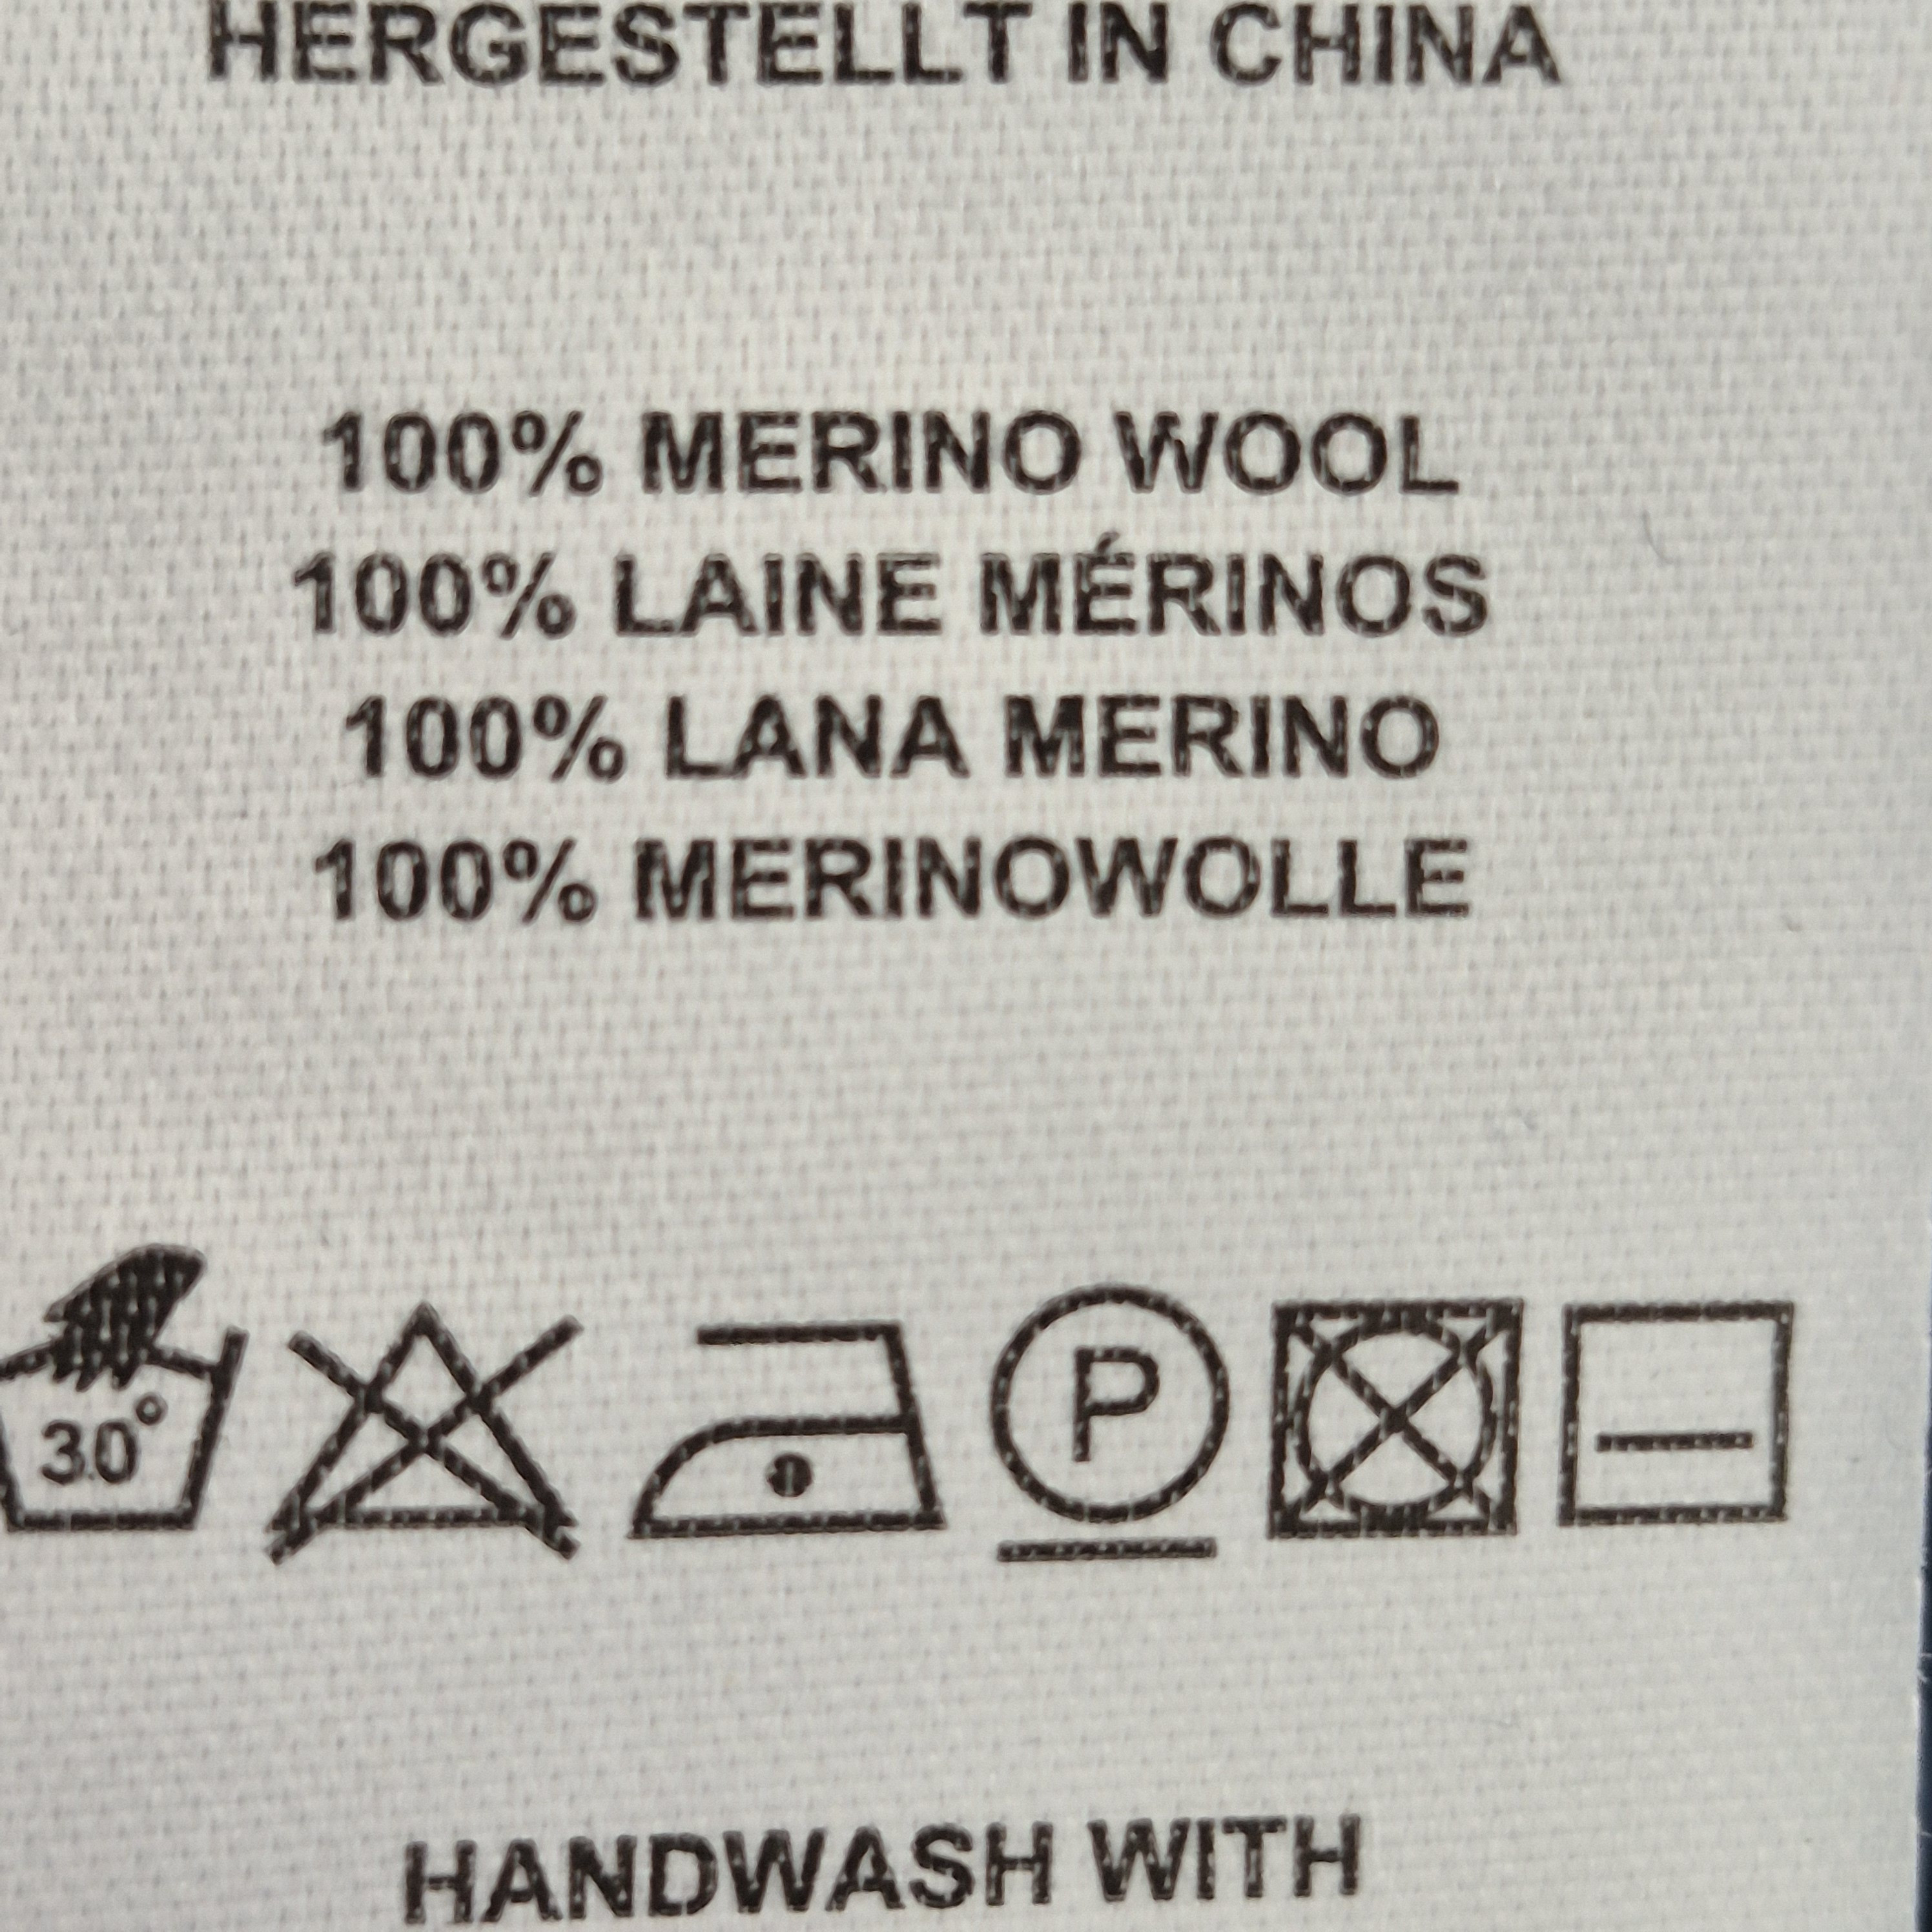 HERGESTELLT IN CHINA
100% MERINO WOOL
100% LAINE MÉRINOS
100% LANA MERINO
100% MERINOWOLLE
30°
P
HANDWASH WITH